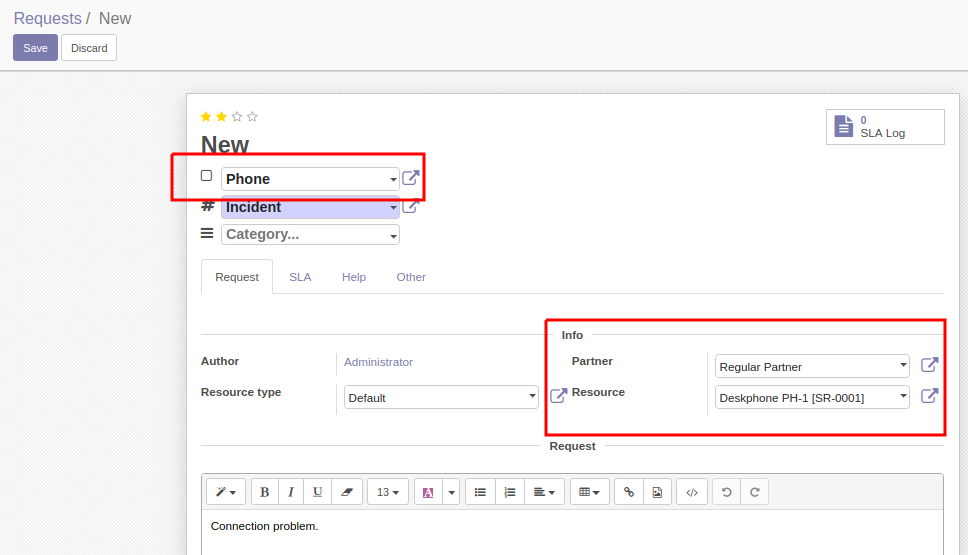 Requests / New
Save Discard
0
SLA Log
New
Phone
# Incident
Category...
Request SLA Help Other
Info
Author Administrator Partner Regular Partner
Resource type Default Resource Deskphone PH-1 [SR-0001]
Request
B I U 13 A </>
Connection problem.